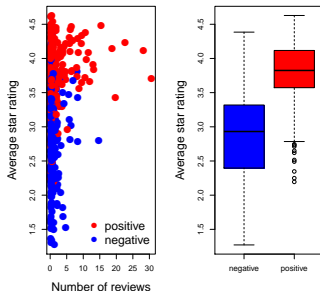 Average star rating
4.5
4.0
3.5
3.0
2.5
2.0
1.5
positive
negative
0 5 10 15 20 25 30
Number of reviews
Average star rating
4.5
4.0
3.5
3.0
2.5
2.0
1.5
negative positive